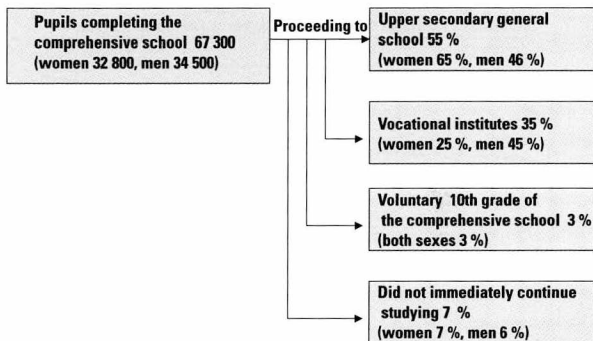 Pupils completing the
comprehensive school 67 300
(women 32 800, men 34 500)
Proceeding to
Upper secondary general
school 55 %
(women 65 %, men 46 %)
Vocational institutes 35 %
(women 25 %, men 45 %)
Voluntary 10th grade of
the comprehensive school 3 %
(both sexes 3 %)
Did not immediately continue
studying 7 %
(women 7 %, men 6 %)